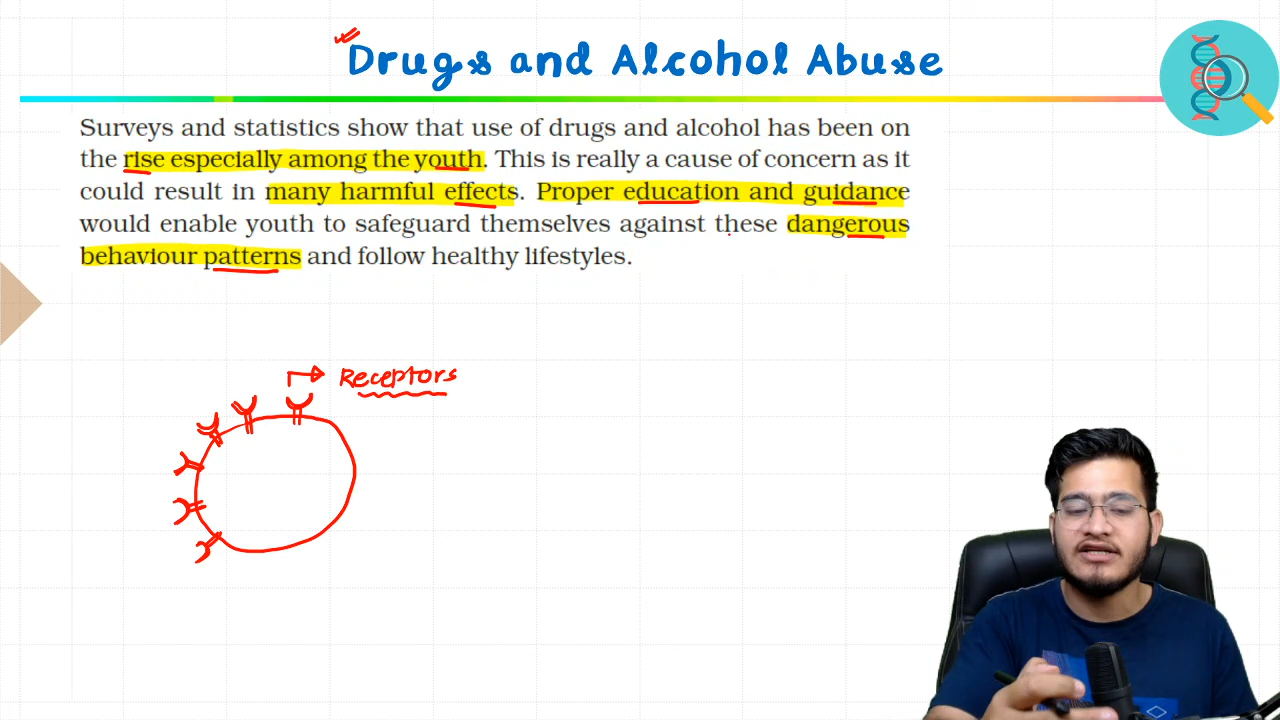 Drugs and Alcohol Abuse
Surveys and statistics show that use of drugs and alcohol has been on
the rise especially among the youth. This is really a cause of concern as it
could result in many harmful effects. Proper education and guidance
would enable youth to safeguard themselves against these dangerous
behaviour patterns and follow healthy lifestyles.
Receptors